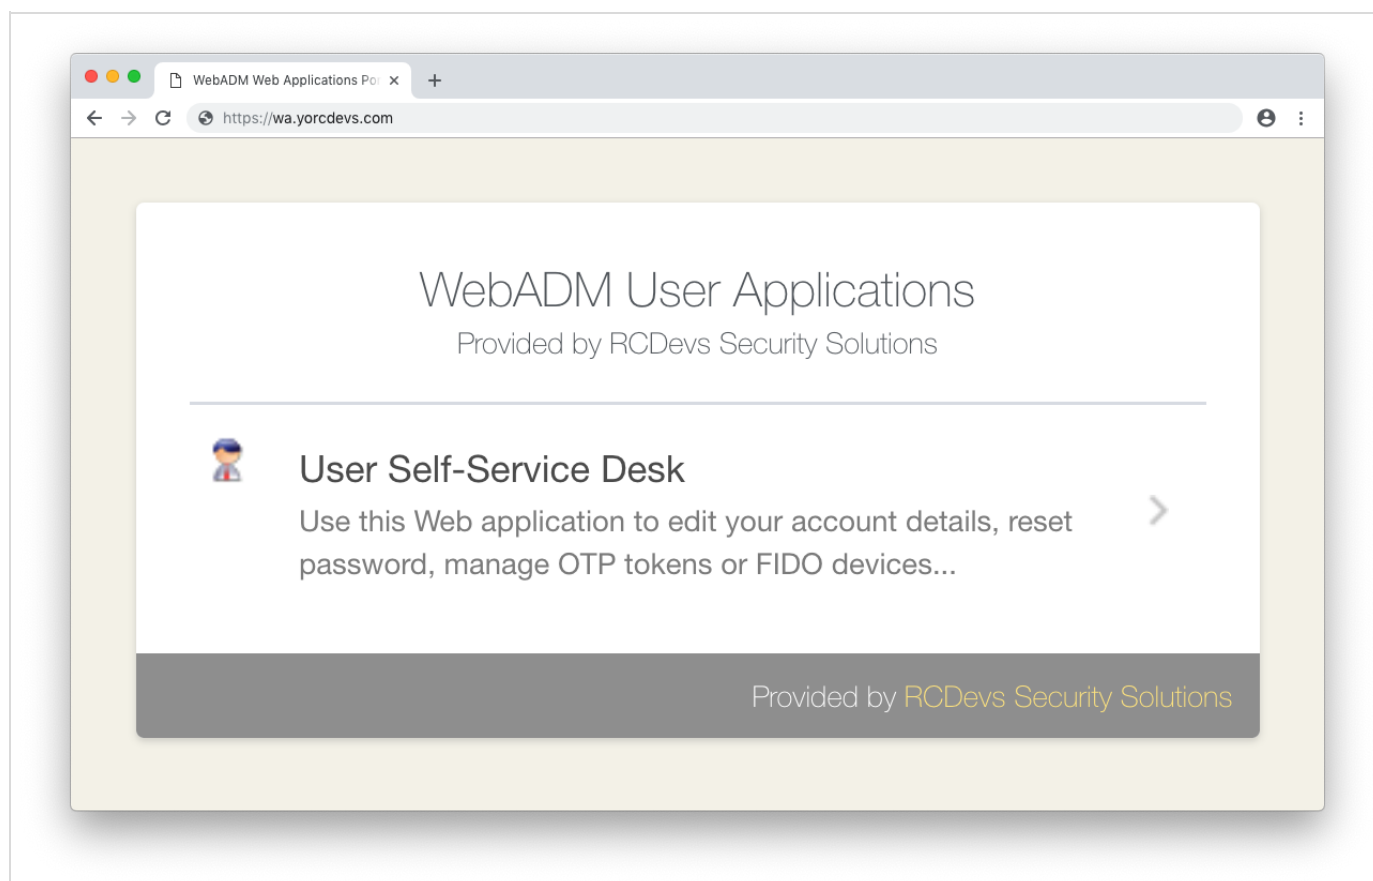 WebADM Web Applications Po
https://wa.yorcdevs.com
WebADM User Applications
Provided by RCDevs Security Solutions
User Self-Service Desk
Use this Web application to edit your account details, reset
password, manage OTP tokens or FIDO devices...
Provided by RCDevs Security Solutions